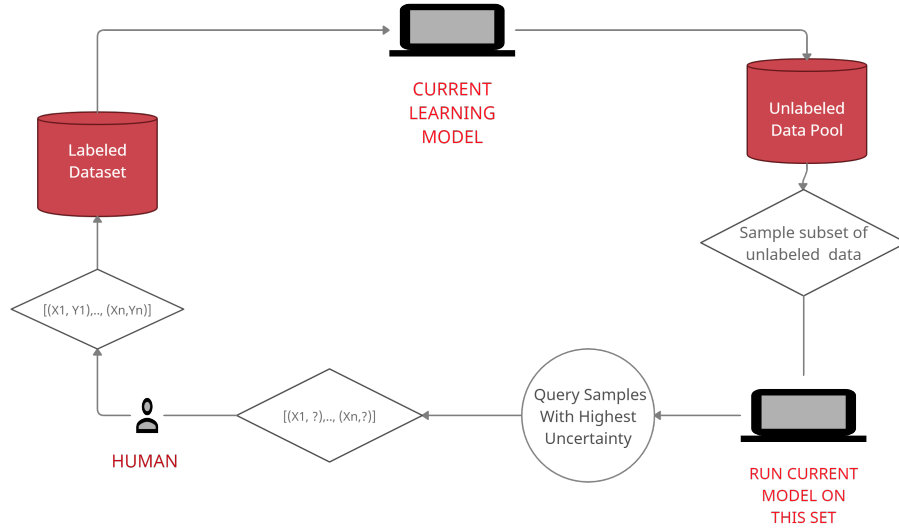 CURRENT
LEARNING
MODEL
Unlabeled
Data Pool
Labeled
Dataset
Sample subset of
unlabeled data
[(X1, Y1),.., (Xn,Yn)]
Query Samples
With Highest
Uncertainty
[(X1, ?),.., (Xn,?)]
HUMAN
RUN CURRENT
MODEL ON
THIS SET